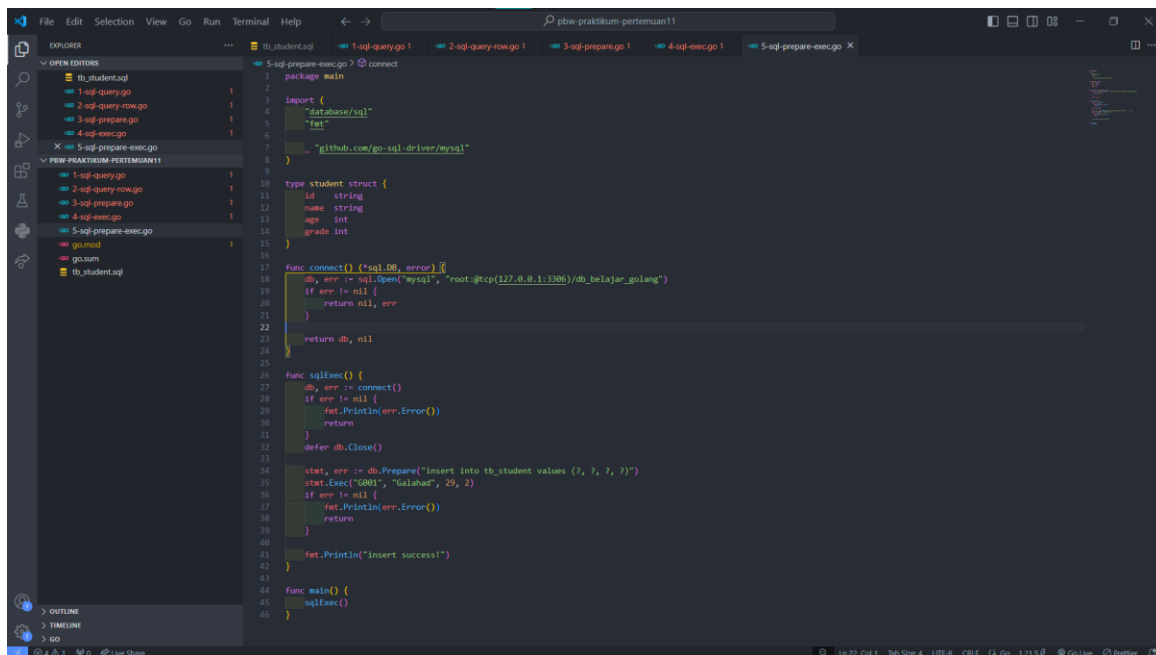 File Edit Selection View Go Run Terminal Help
pbw-praktikum-pertemuan11
EXPLORER
OPEN EDITORS
tb_student.sql
1-sql-query.go 1
2-sql-query-row.go 1
3-sql-prepare.go 1
4-sql-exec.go 1
5-sql-prepare-exec.go
PBW-PRAKTIKUM-PERTEMUAN11
1-sql-query.go 1
2-sql-query-row.go 1
3-sql-prepare.go 1
4-sql-exec.go 1
5-sql-prepare-exec.go
go.mod 1
go.sum
tb_student.sql
OUTLINE
TIMELINE
GO
tb_student.sql 1-sql-query.go 1 2-sql-query-row.go 1 3-sql-prepare.go 1 4-sql-exec.go 1 5-sql-prepare-exec.go
5-sql-prepare-exec.go > connect
1 package main
2
3 import (
4 "database/sql"
5 "fmt"
6
7 _ "github.com/go-sql-driver/mysql"
8 )
9
10 type student struct {
11 id string
12 name string
13 age int
14 grade int
15 }
16
17 func connect() (*sql.DB, error) {
18 db, err := sql.Open("mysql", "root:@tcp(127.0.0.1:3306)/db_belajar_golang")
19 if err != nil {
20 return nil, err
21 }
22
23 return db, nil
24 }
25
26 func sqlExec() {
27 db, err := connect()
28 if err != nil {
29 fmt.Println(err.Error())
30 return
31 }
32 defer db.Close()
33
34 stmt, err := db.Prepare("insert into tb_student values (?, ?, ?, ?)")
35 stmt.Exec("G001", "Galahad", 29, 2)
36 if err != nil {
37 fmt.Println(err.Error())
38 return
39 }
40
41 fmt.Println("insert success!")
42 }
43
44 func main() {
45 sqlExec()
46 }
4 1 0 Live Share
Ln 22, Col 1 Tab Size: 4 UTF-8 CRLF Go 1.21.5 Go Live Prettier